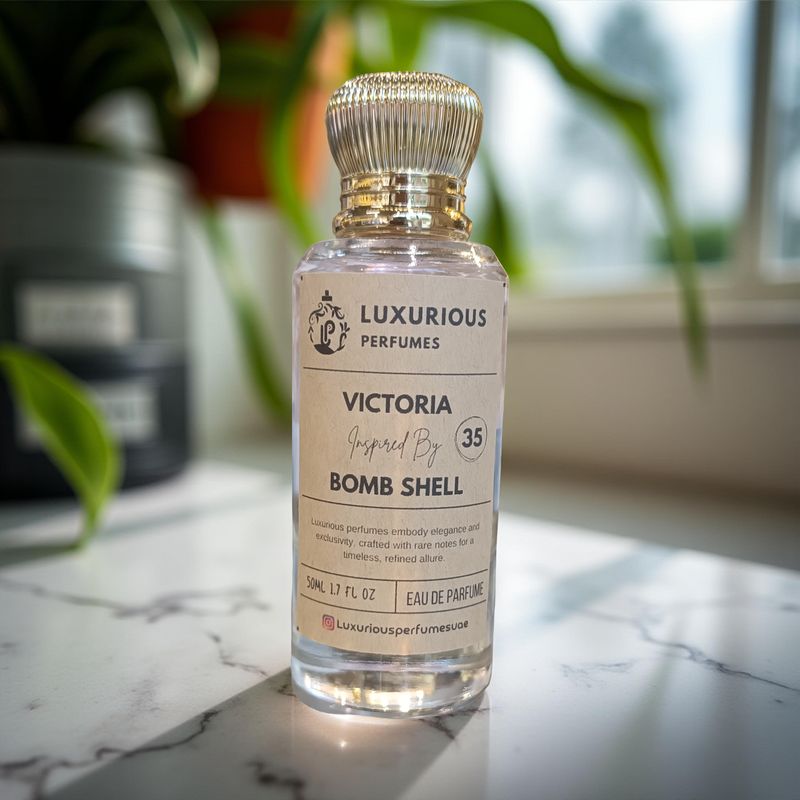 LP
LUXURIOUS
PERFUMES
VICTORIA
Inspired By
35
BOMB SHELL
Luxurious perfumes embody elegance and
exclusivity, crafted with rare notes for a
timeless, refined allure.
50ML 1.7 FL OZ
EAU DE PARFUME
Luxuriousperfumesuae